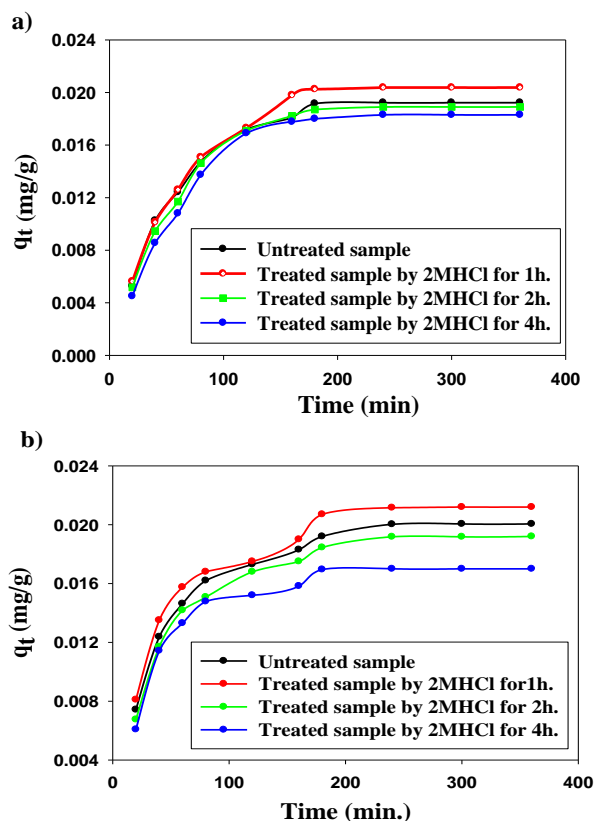 a)
0.024
0.020
0.016
0.012
0.008
0.004
0.000
qt (mg/g)
Untreated sample
Treated sample by 2MHCl for 1h.
Treated sample by 2MHCl for 2h.
Treated sample by 2MHCl for 4h.
0 100 200 300 400
Time (min)
b)
0.024
0.020
0.016
0.012
0.008
0.004
qt (mg/g)
Untreated sample
Treated sample by 2MHCl for1h.
Treated sample by 2MHCl for 2h.
Treated sample by 2MHCl for 4h.
0 100 200 300 400
Time (min.)